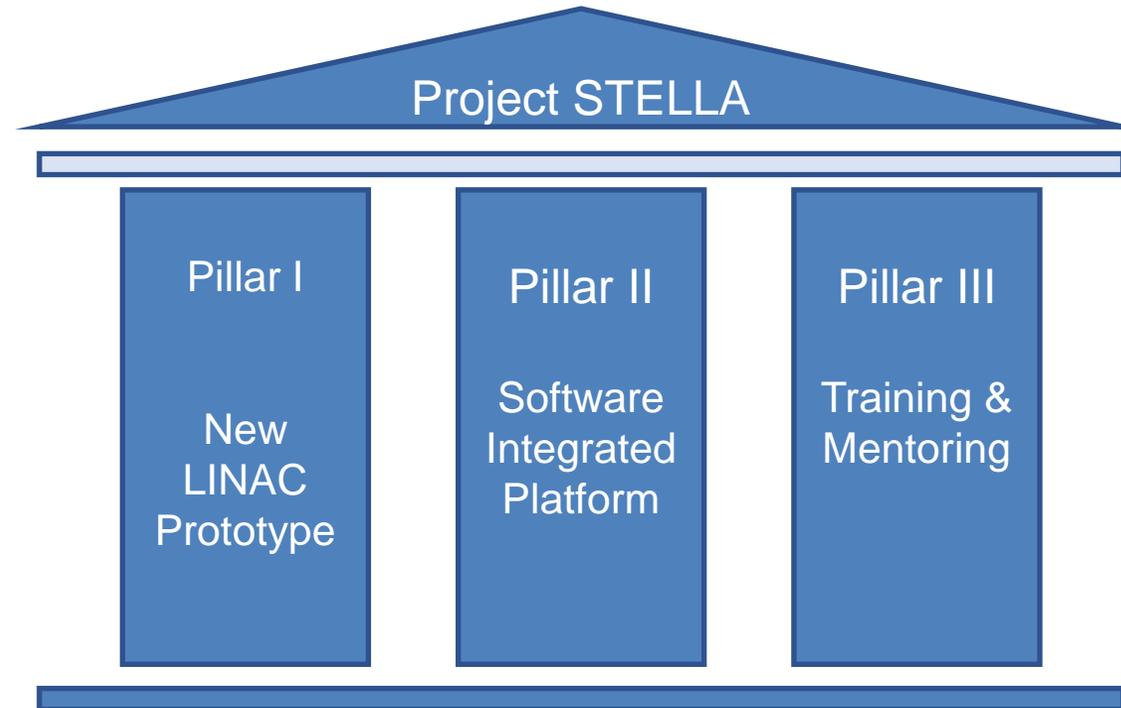 Project STELLA
Pillar I
New
LINAC
Prototype
Pillar II
Software
Integrated
Platform
Pillar III
Training &
Mentoring